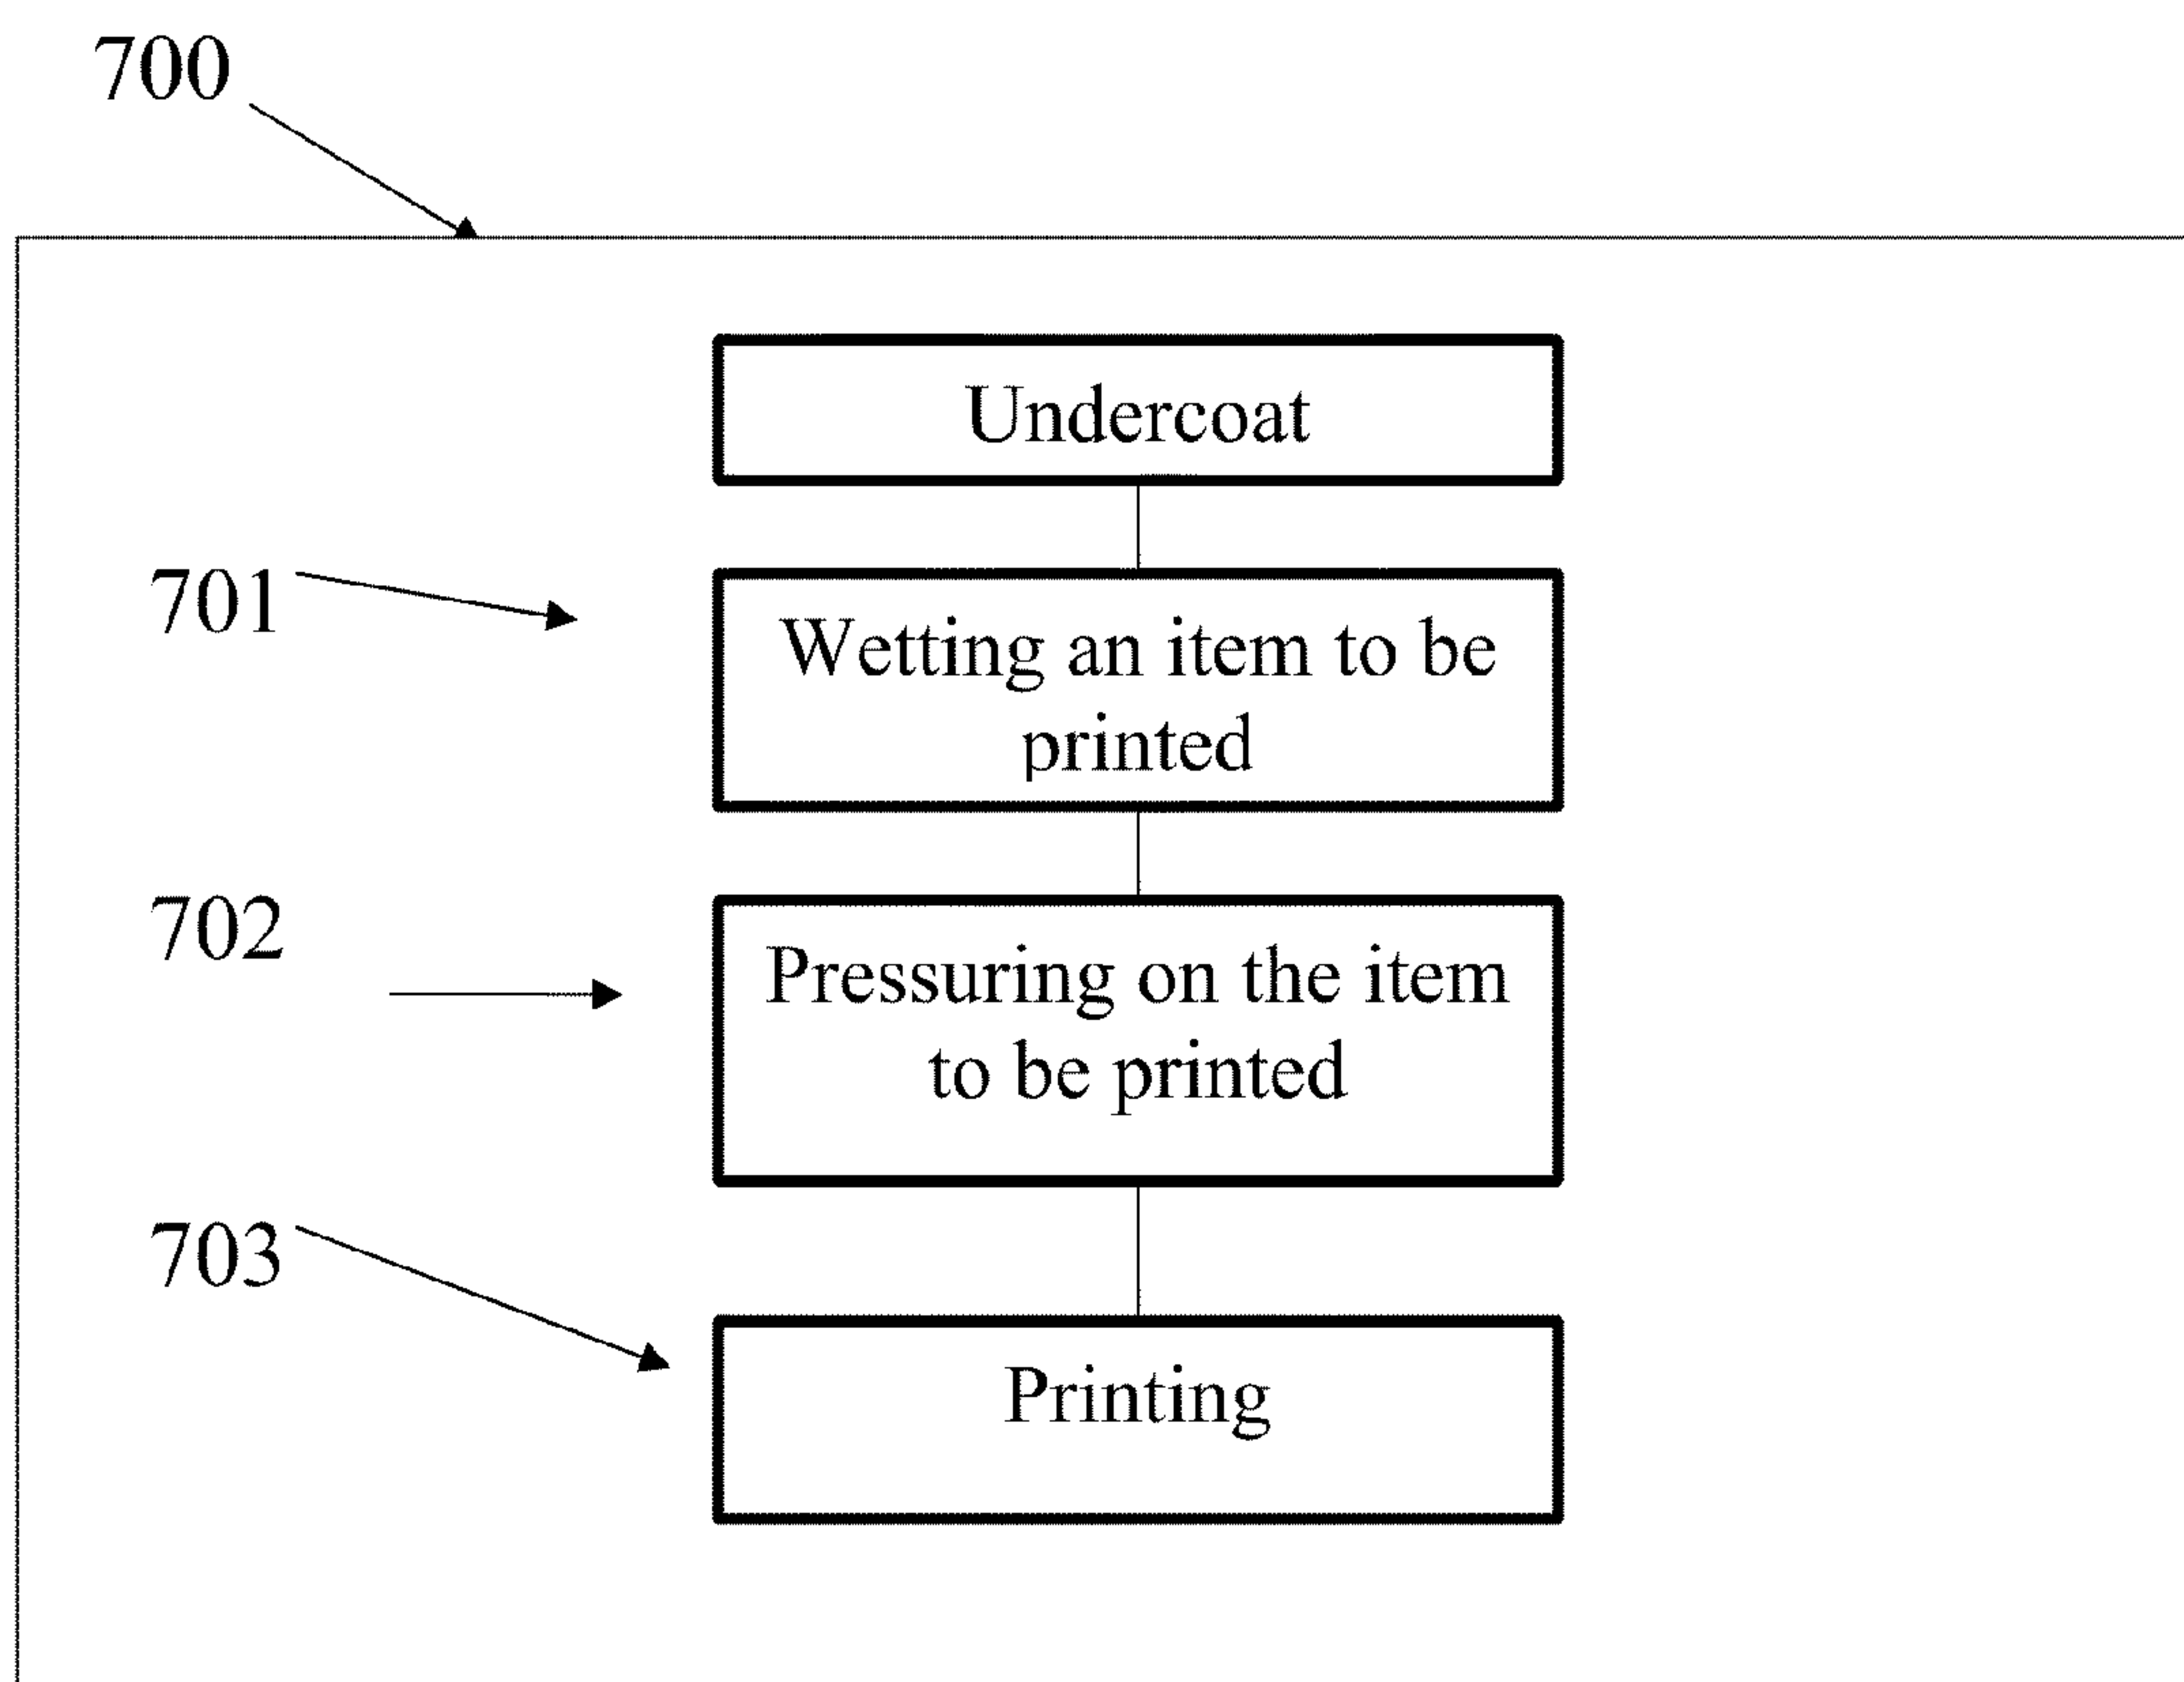 700
Undercoat
701
Wetting an item to be
printed
702
Pressuring on the item
to be printed
703
Printing